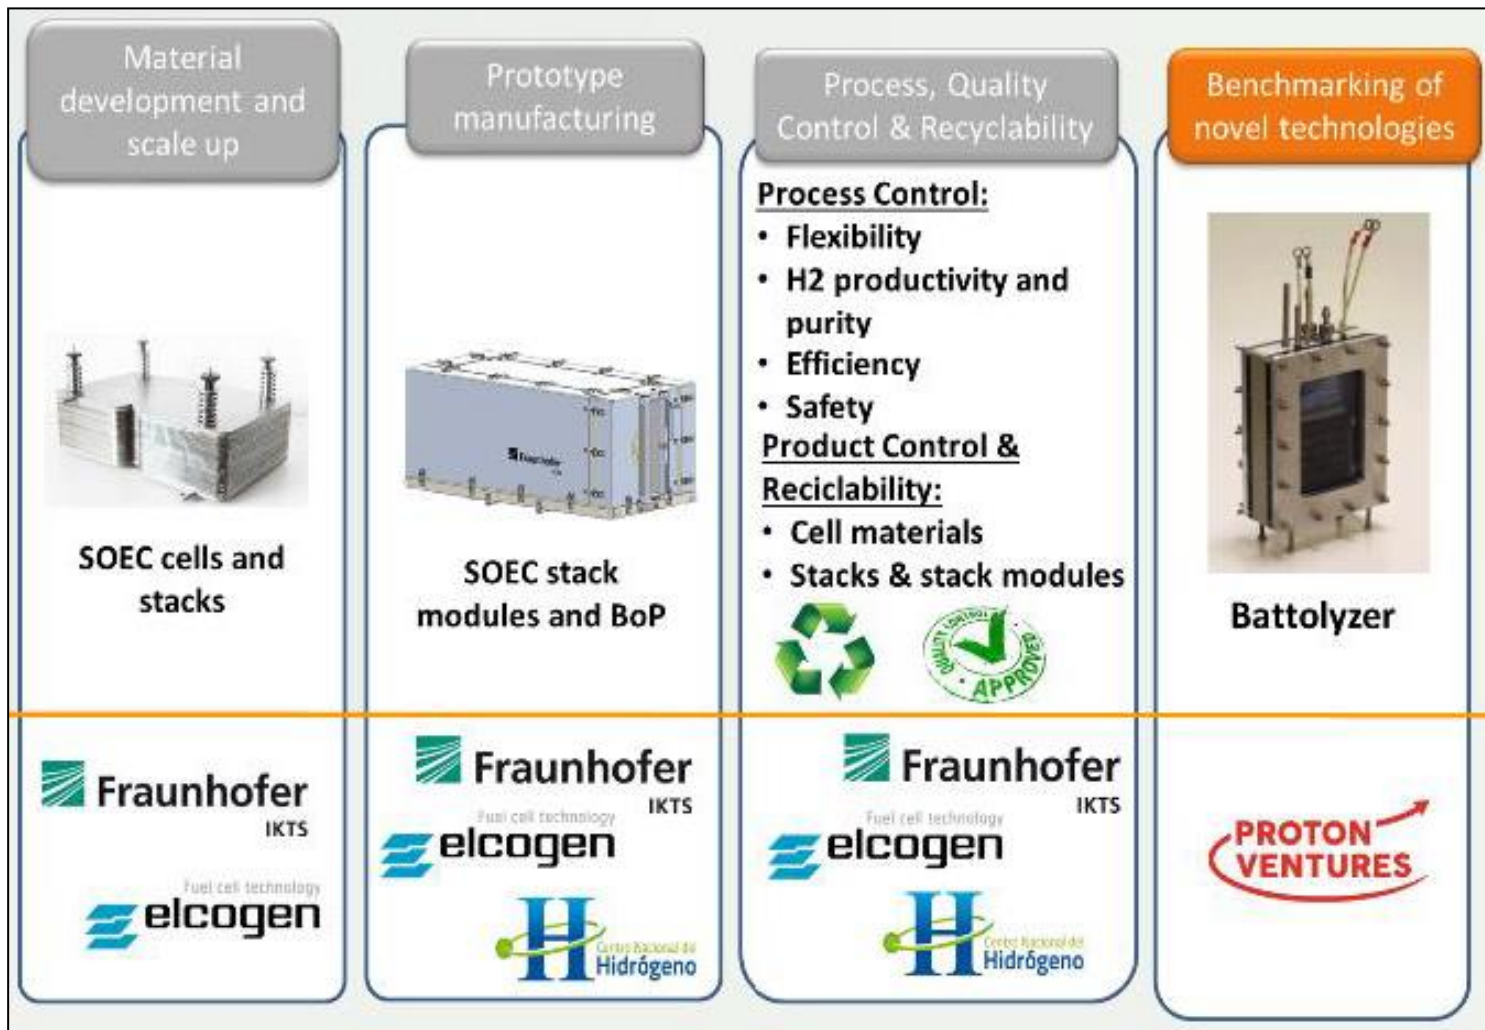 Material
development and
scale up
SOEC cells and
stacks
Fraunhofer
IKTS
Fuel cell technology
elcogen
Prototype
manufacturing
Fraunhofer
SOEC stack
modules and BoP
Fraunhofer
IKTS
Fuel cell technology
elcogen
H
Centro Nacional del
Hidrógeno
Process, Quality
Control & Recyclability
Process Control:
• Flexibility
• H2 productivity and
purity
• Efficiency
• Safety
Product Control &
Reciclability:
• Cell materials
• Stacks & stack modules
QUALITY CONTROL
APPROVED
Fraunhofer
IKTS
Fuel cell technology
elcogen
H
Centro Nacional del
Hidrógeno
Benchmarking of
novel technologies
Battolyzer
PROTON
VENTURES